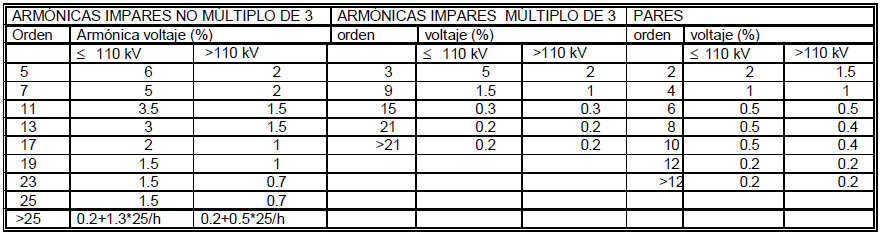 ARMÓNICAS IMPARES NO MÚLTIPLO DE 3 ARMÓNICAS IMPARES MÚLTIPLO DE 3 PARES
Orden Armónica voltaje (%) orden voltaje (%) orden voltaje (%)
≤ 110 kV >110 kV ≤ 110 kV >110 kV ≤ 110 kV >110 kV
5 6 2 3 5 2 2 2 1.5
7 5 2 9 1.5 1 4 1 1
11 3.5 1.5 15 0.3 0.3 6 0.5 0.5
13 3 1.5 21 0.2 0.2 8 0.5 0.4
17 2 1 >21 0.2 0.2 10 0.5 0.4
19 1.5 1 12 0.2 0.2
23 1.5 0.7 >12 0.2 0.2
25 1.5 0.7
>25 0.2+1.3*25/h 0.2+0.5*25/h